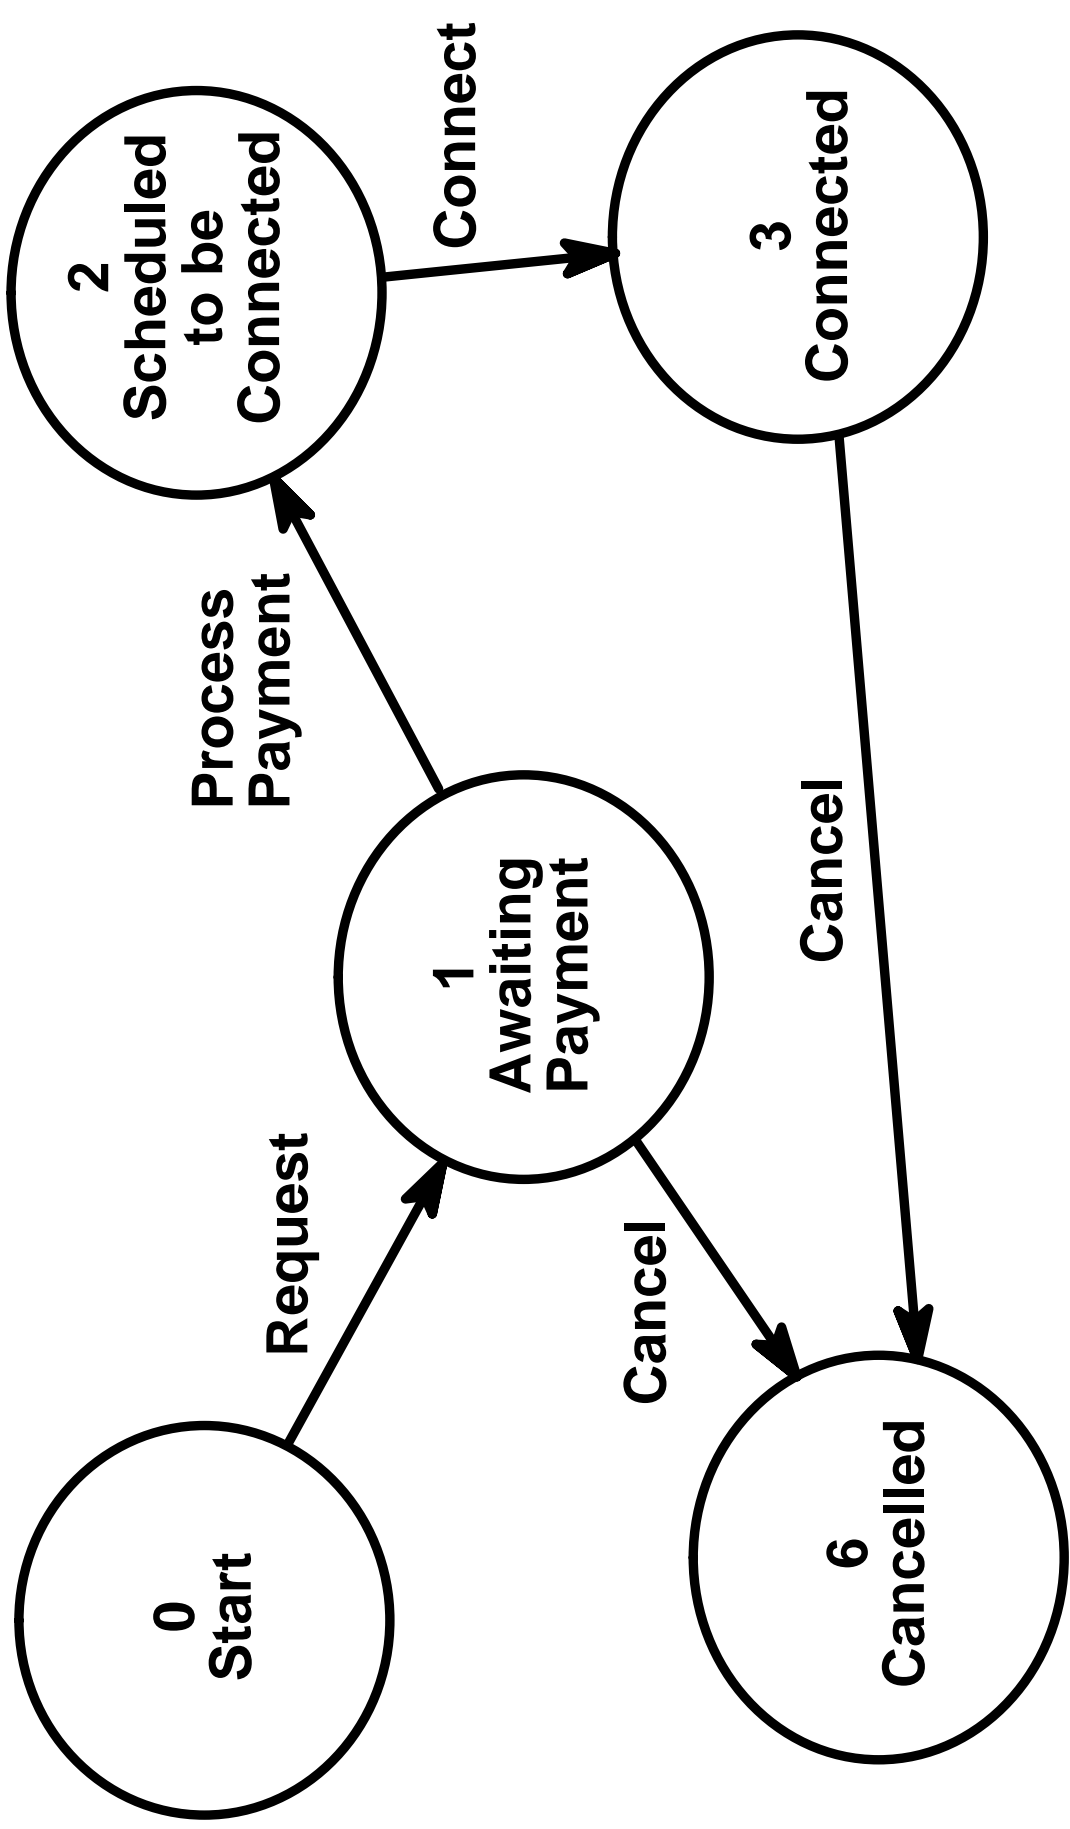 0
Start
Request
1
Awaiting
Payment
Process
Payment
2
Scheduled
to be
Connected
Connect
3
Connected
Cancel
Cancel
6
Cancelled